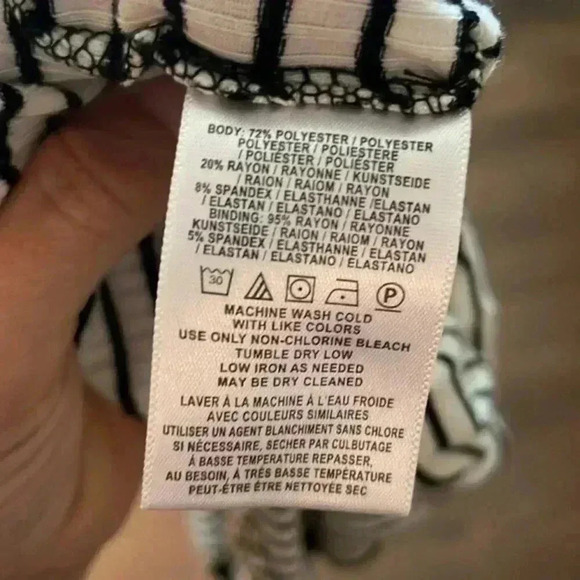 BODY: 72% POLYESTER / POLYESTER
POLYESTER / POLIESTERE
/ POLIÉSTER / POLIÉSTER
20% RAYON / RAYONNE / KUNSTSEIDE
/ RAION / RAIOM / RAYON
8% SPANDEX / ELASTHANNE /ELASTAN
/ ELASTAN / ELASTANO / ELASTANO
BINDING: 95% RAYON / RAYONNE
KUNSTSEIDE / RAION / RAIOM / RAYON
5% SPANDEX / ELASTHANNE / ELASTAN
/ ELASTAN / ELASTANO / ELASTANO
30 P
MACHINE WASH COLD
WITH LIKE COLORS
USE ONLY NON-CHLORINE BLEACH
TUMBLE DRY LOW
LOW IRON AS NEEDED
MAY BE DRY CLEANED
LAVER À LA MACHINE À L'EAU FROIDE
AVEC COULEURS SIMILAIRES
UTILISER UN AGENT BLANCHIMENT SANS CHLORE
SI NÉCESSAIRE, SECHER PAR CULBUTAGE
À BASSE TEMPÉRATURE REPASSER,
AU BESOIN, À TRÉS BASSE TEMPÉRATURE
PEUT-ÉTRE ÊTRE NETTOYÉE SEC